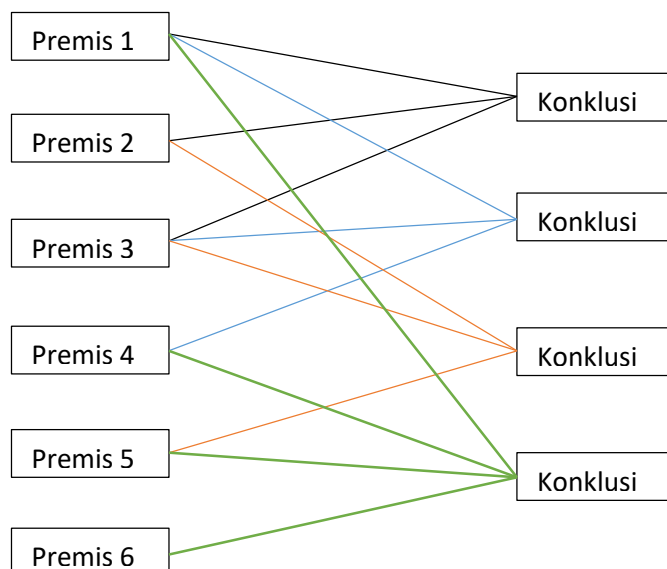 Premis 1
Premis 2
Premis 3
Premis 4
Premis 5
Premis 6
Konklusi
Konklusi
Konklusi
Konklusi